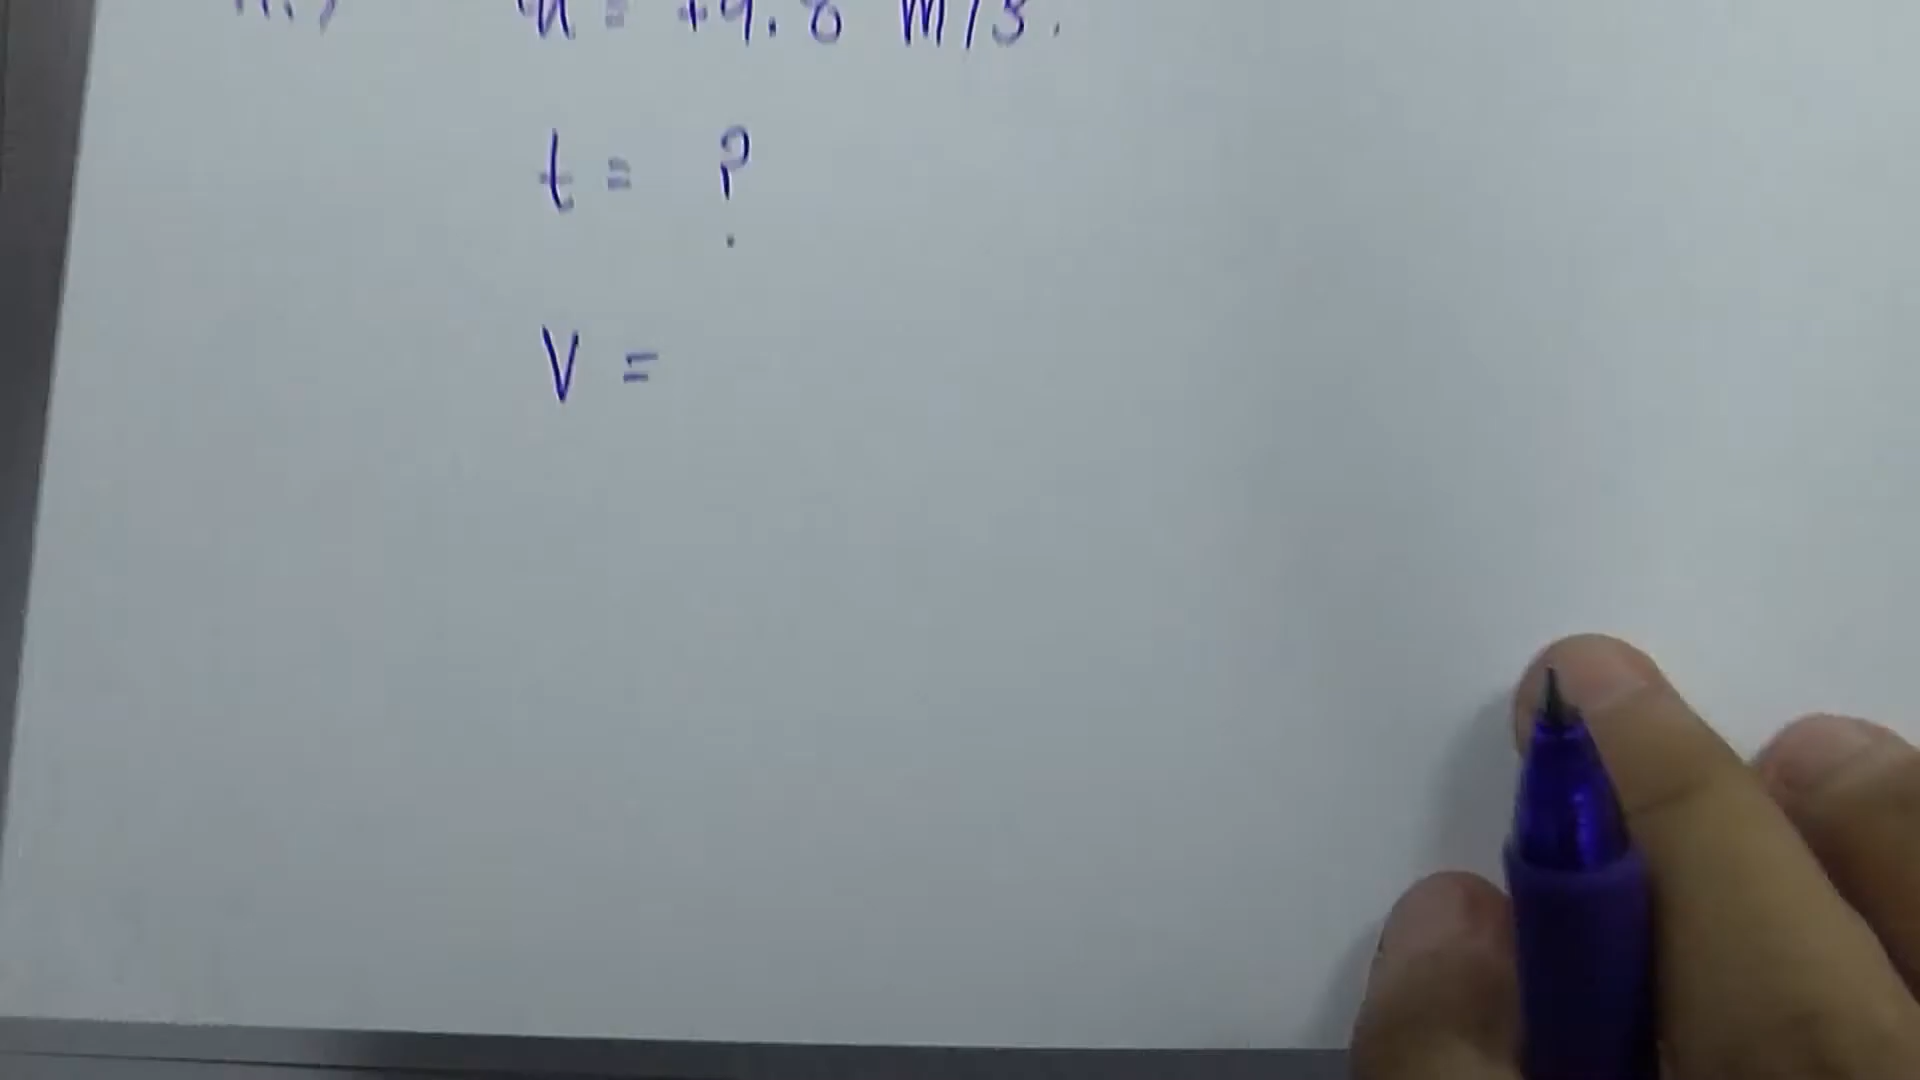 u = +9.8 m/s.
t = ?
V =